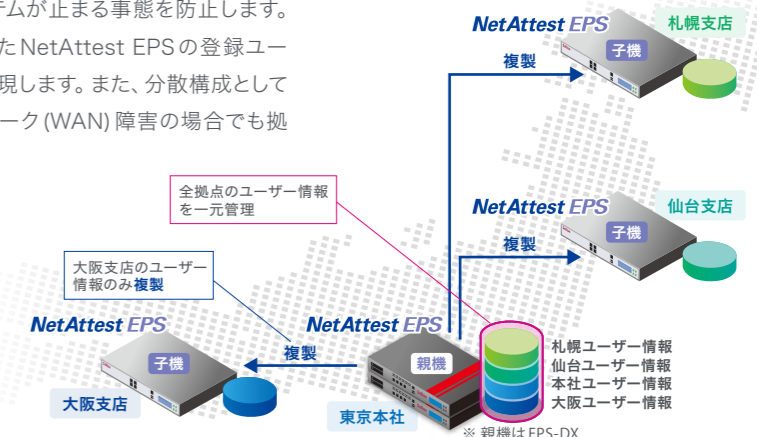 テムが止まる事態を防止します。
たNetAttest EPSの登録ユー
現します。また、分散構成として
ーク(WAN)障害の場合でも拠
NetAttest EPS
子機
札幌支店
複製
全拠点のユーザー情報
を一元管理
NetAttest EPS
子機
仙台支店
複製
大阪支店のユーザー
情報のみ複製
NetAttest EPS
子機
大阪支店
複製
NetAttest EPS
親機
東京本社
札幌ユーザー情報
仙台ユーザー情報
本社ユーザー情報
大阪ユーザー情報
※ 親機はEPS-DX